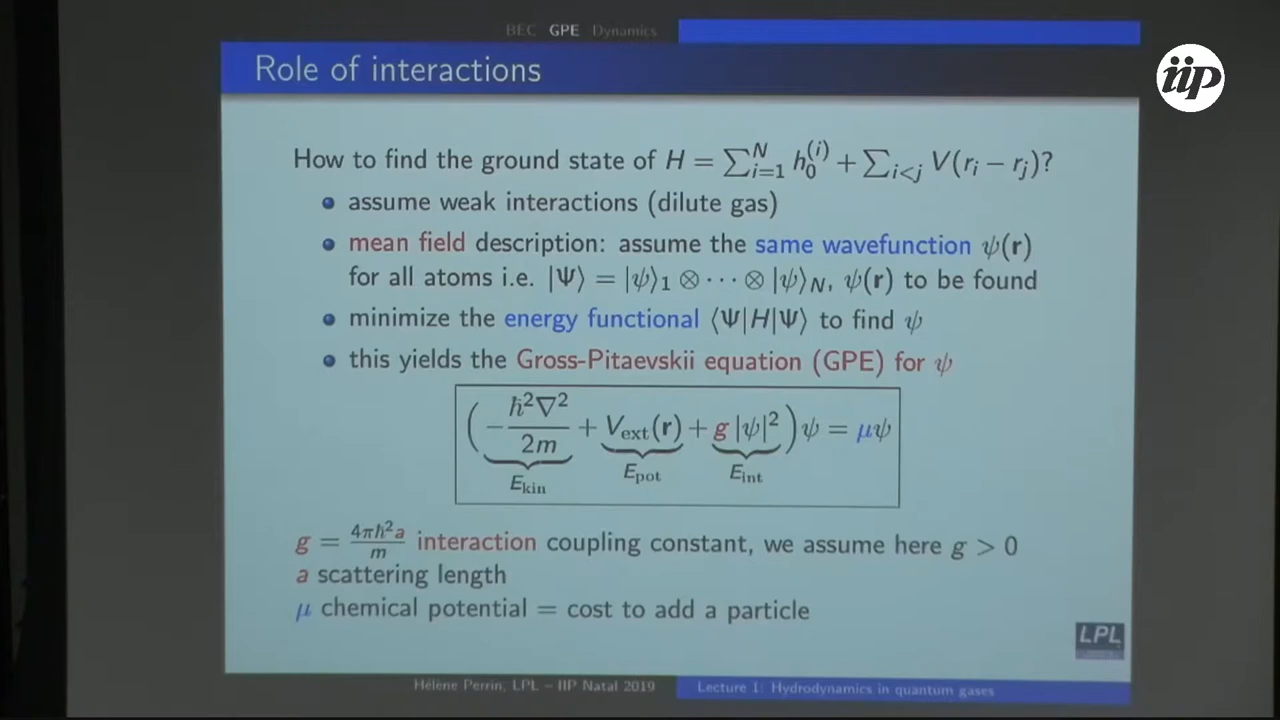 BEC GPE Dynamics
iip
Role of interactions
How to find the ground state of H = ∑_{i=1}^{N} h_0^{(i)} + ∑_{i<j} V(r_i − r_j)?
assume weak interactions (dilute gas)
mean field description: assume the same wavefunction ψ(r)
for all atoms i.e. |Ψ⟩ = |ψ⟩₁ ⊗ ⋯ ⊗ |ψ⟩_N, ψ(r) to be found
minimize the energy functional ⟨Ψ|H|Ψ⟩ to find ψ
this yields the Gross-Pitaevskii equation (GPE) for ψ
(−ħ²∇²/2m + V_ext(r) + g|ψ|²)ψ = μψ
E_kin E_pot E_int
g = 4πħ²a/m interaction coupling constant, we assume here g > 0
a scattering length
μ chemical potential = cost to add a particle
LPL
Hélène Perrin, LPL – IIP Natal 2019 Lecture 1: Hydrodynamics in quantum gases